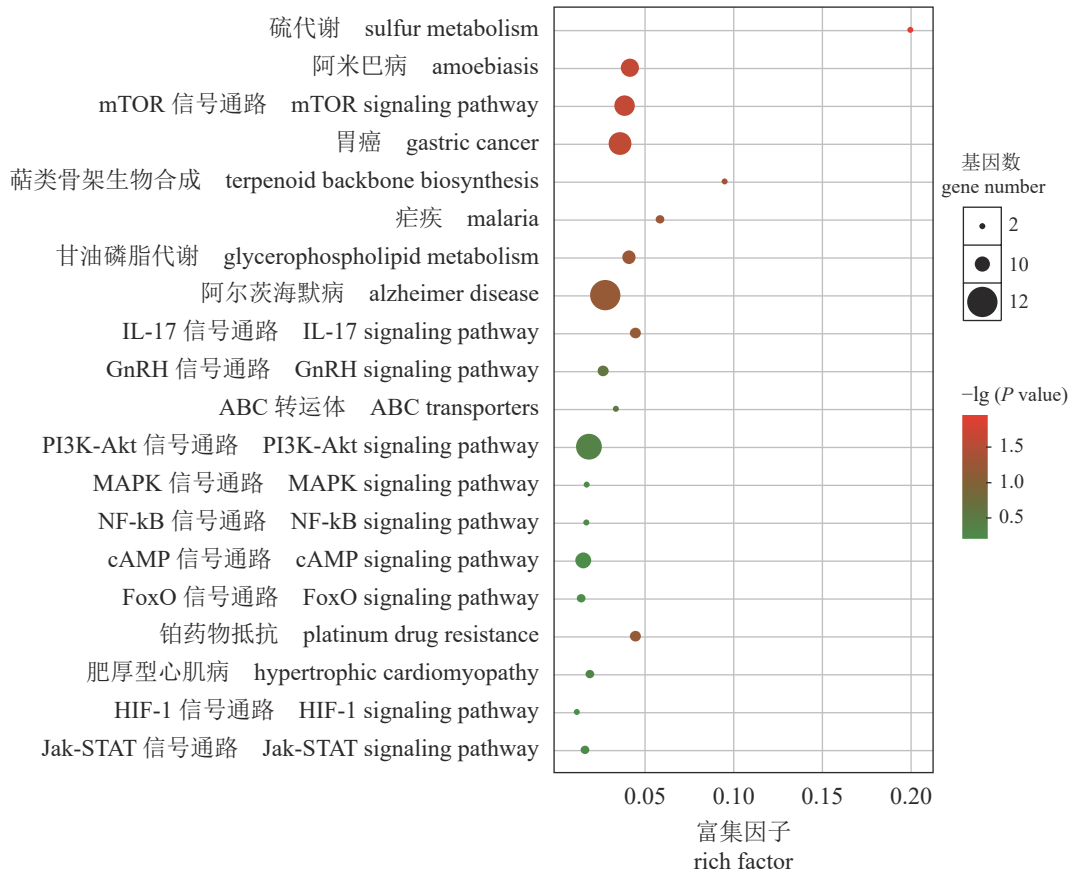 硫代谢 sulfur metabolism
阿米巴病 amoebiasis
mTOR 信号通路 mTOR signaling pathway
胃癌 gastric cancer
萜类骨架生物合成 terpenoid backbone biosynthesis
疟疾 malaria
甘油磷脂代谢 glycerophospholipid metabolism
阿尔茨海默病 alzheimer disease
IL-17 信号通路 IL-17 signaling pathway
GnRH 信号通路 GnRH signaling pathway
ABC 转运体 ABC transporters
PI3K-Akt 信号通路 PI3K-Akt signaling pathway
MAPK 信号通路 MAPK signaling pathway
NF-kB 信号通路 NF-kB signaling pathway
cAMP 信号通路 cAMP signaling pathway
FoxO 信号通路 FoxO signaling pathway
铂药物抵抗 platinum drug resistance
肥厚型心肌病 hypertrophic cardiomyopathy
HIF-1 信号通路 HIF-1 signaling pathway
Jak-STAT 信号通路 Jak-STAT signaling pathway
0.05 0.10 0.15 0.20
富集因子
rich factor
基因数
gene number
2
10
12
−lg (P value)
1.5
1.0
0.5